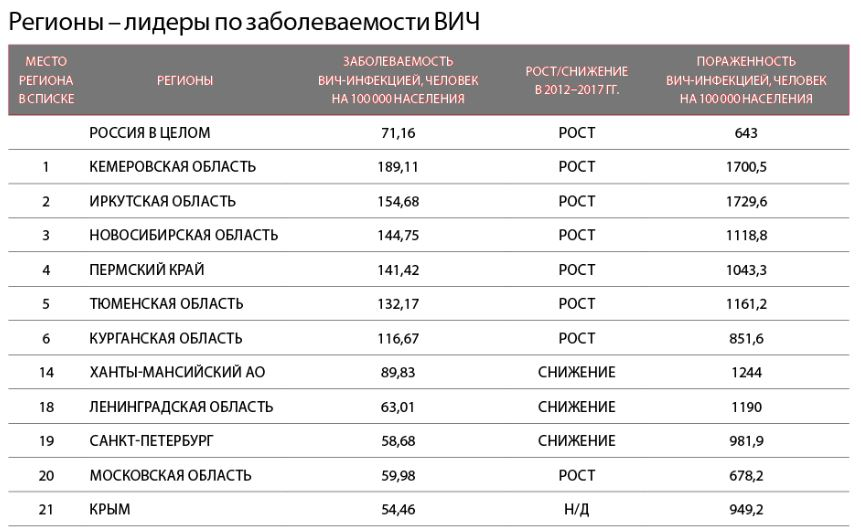 Регионы – лидеры по заболеваемости ВИЧ
МЕСТО РЕГИОНА В СПИСКЕ РЕГИОНЫ ЗАБОЛЕВАЕМОСТЬ ВИЧ-ИНФЕКЦИЕЙ, ЧЕЛОВЕК НА 100 000 НАСЕЛЕНИЯ РОСТ/СНИЖЕНИЕ В 2012–2017 ГГ. ПОРАЖЕННОСТЬ ВИЧ-ИНФЕКЦИЕЙ, ЧЕЛОВЕК НА 100 000 НАСЕЛЕНИЯ
РОССИЯ В ЦЕЛОМ 71,16 РОСТ 643
1 КЕМЕРОВСКАЯ ОБЛАСТЬ 189,11 РОСТ 1700,5
2 ИРКУТСКАЯ ОБЛАСТЬ 154,68 РОСТ 1729,6
3 НОВОСИБИРСКАЯ ОБЛАСТЬ 144,75 РОСТ 1118,8
4 ПЕРМСКИЙ КРАЙ 141,42 РОСТ 1043,3
5 ТЮМЕНСКАЯ ОБЛАСТЬ 132,17 РОСТ 1161,2
6 КУРГАНСКАЯ ОБЛАСТЬ 116,67 РОСТ 851,6
14 ХАНТЫ-МАНСИЙСКИЙ АО 89,83 СНИЖЕНИЕ 1244
18 ЛЕНИНГРАДСКАЯ ОБЛАСТЬ 63,01 СНИЖЕНИЕ 1190
19 САНКТ-ПЕТЕРБУРГ 58,68 СНИЖЕНИЕ 981,9
20 МОСКОВСКАЯ ОБЛАСТЬ 59,98 РОСТ 678,2
21 КРЫМ 54,46 Н/Д 949,2